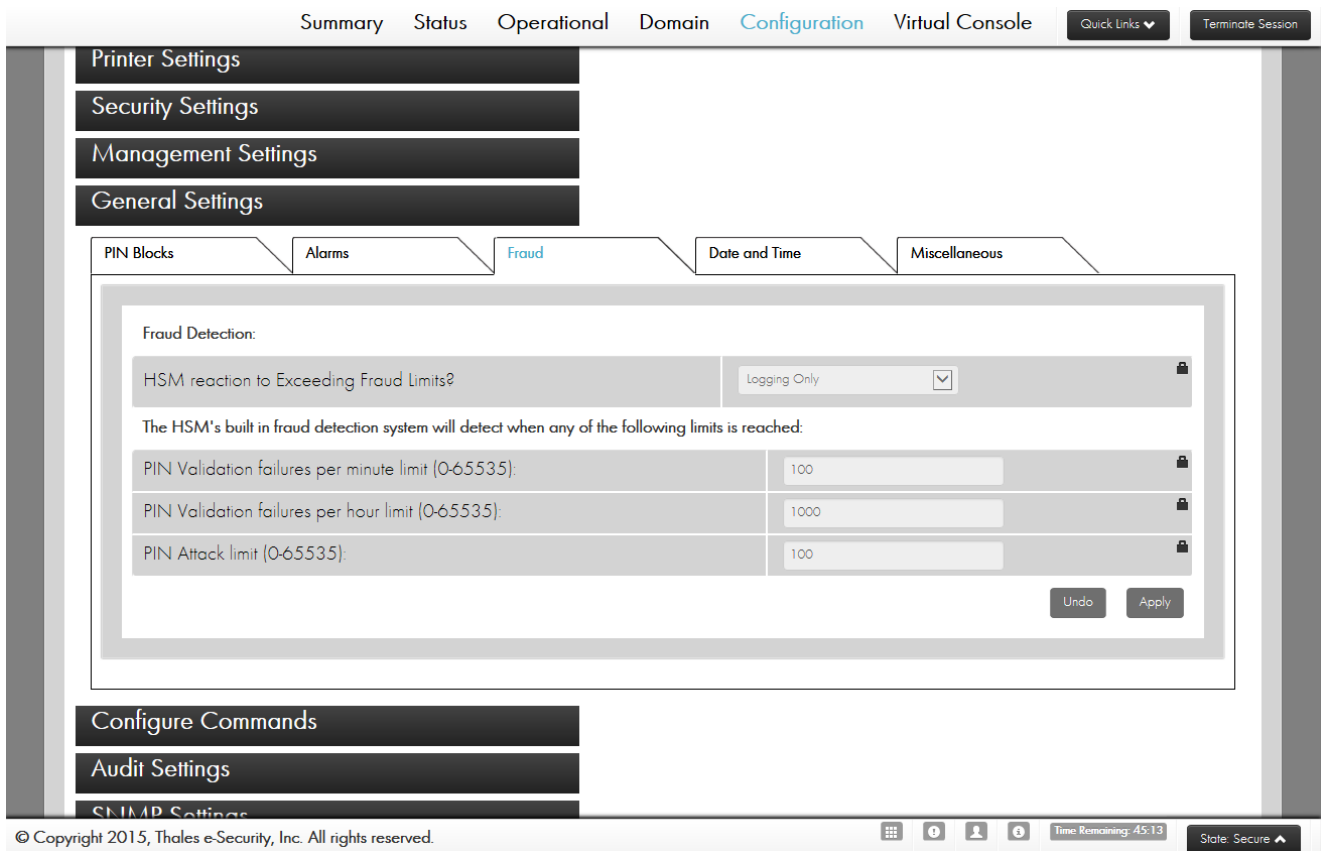 Summary Status Operational Domain Configuration Virtual Console Quick Links Terminate Session
Printer Settings
Security Settings
Management Settings
General Settings
PIN Blocks Alarms Fraud Date and Time Miscellaneous
Fraud Detection:
HSM reaction to Exceeding Fraud Limits? Logging Only
The HSM's built in fraud detection system will detect when any of the following limits is reached:
PIN Validation failures per minute limit (0-65535): 100
PIN Validation failures per hour limit (0-65535): 1000
PIN Attack limit (0-65535): 100
Undo Apply
Configure Commands
Audit Settings
SNMP Settings
© Copyright 2015, Thales e-Security, Inc. All rights reserved. Time Remaining: 45:13 State: Secure